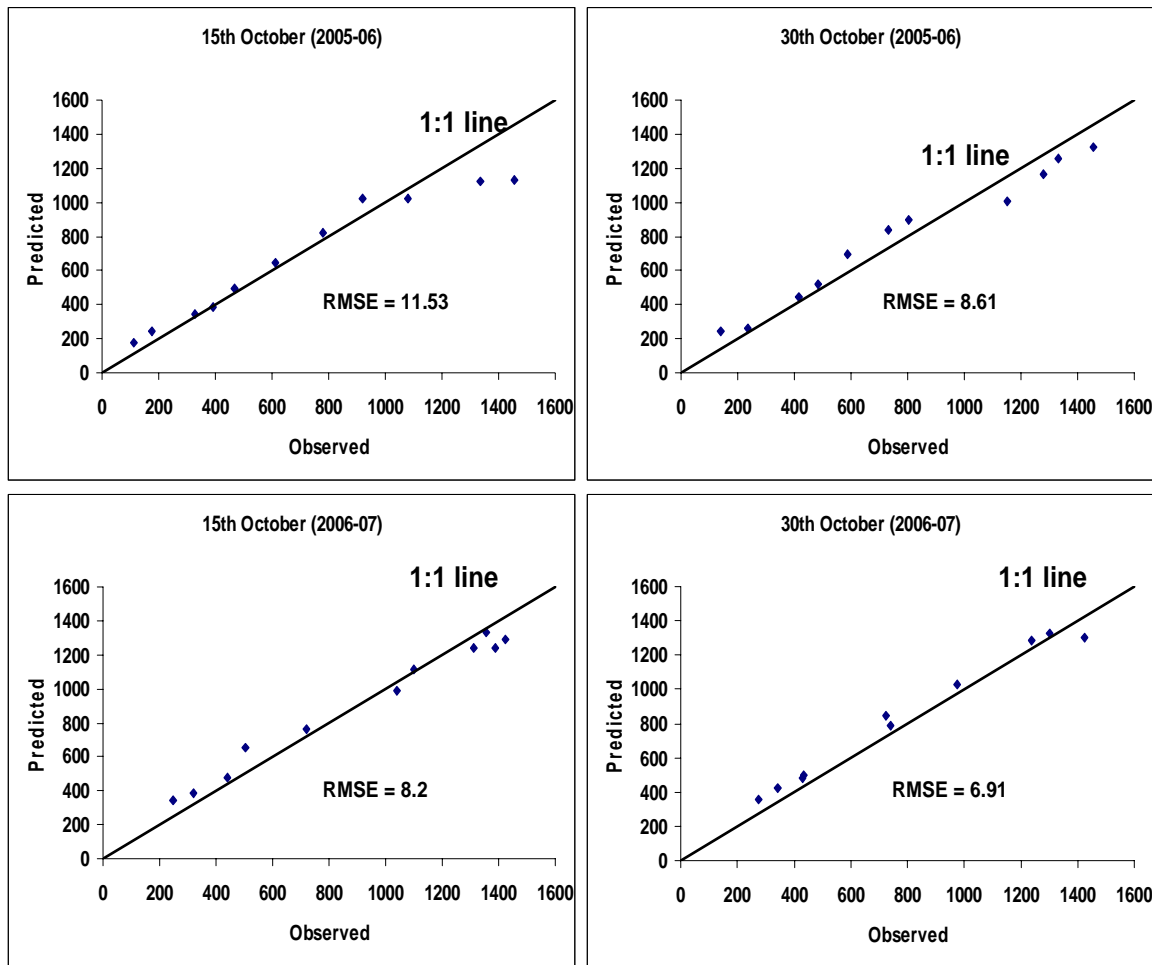 15th October (2005-06)
1:1 line
1600
1400
1200
1000
800
600
400
200
0
Predicted
RMSE = 11.53
0 200 400 600 800 1000 1200 1400 1600
Observed
30th October (2005-06)
1:1 line
1600
1400
1200
1000
800
600
400
200
0
Predicted
RMSE = 8.61
0 200 400 600 800 1000 1200 1400 1600
Observed
15th October (2006-07)
1:1 line
1600
1400
1200
1000
800
600
400
200
0
Predicted
RMSE = 8.2
0 200 400 600 800 1000 1200 1400 1600
Observed
30th October (2006-07)
1:1 line
1600
1400
1200
1000
800
600
400
200
0
Predicted
RMSE = 6.91
0 200 400 600 800 1000 1200 1400 1600
Observed